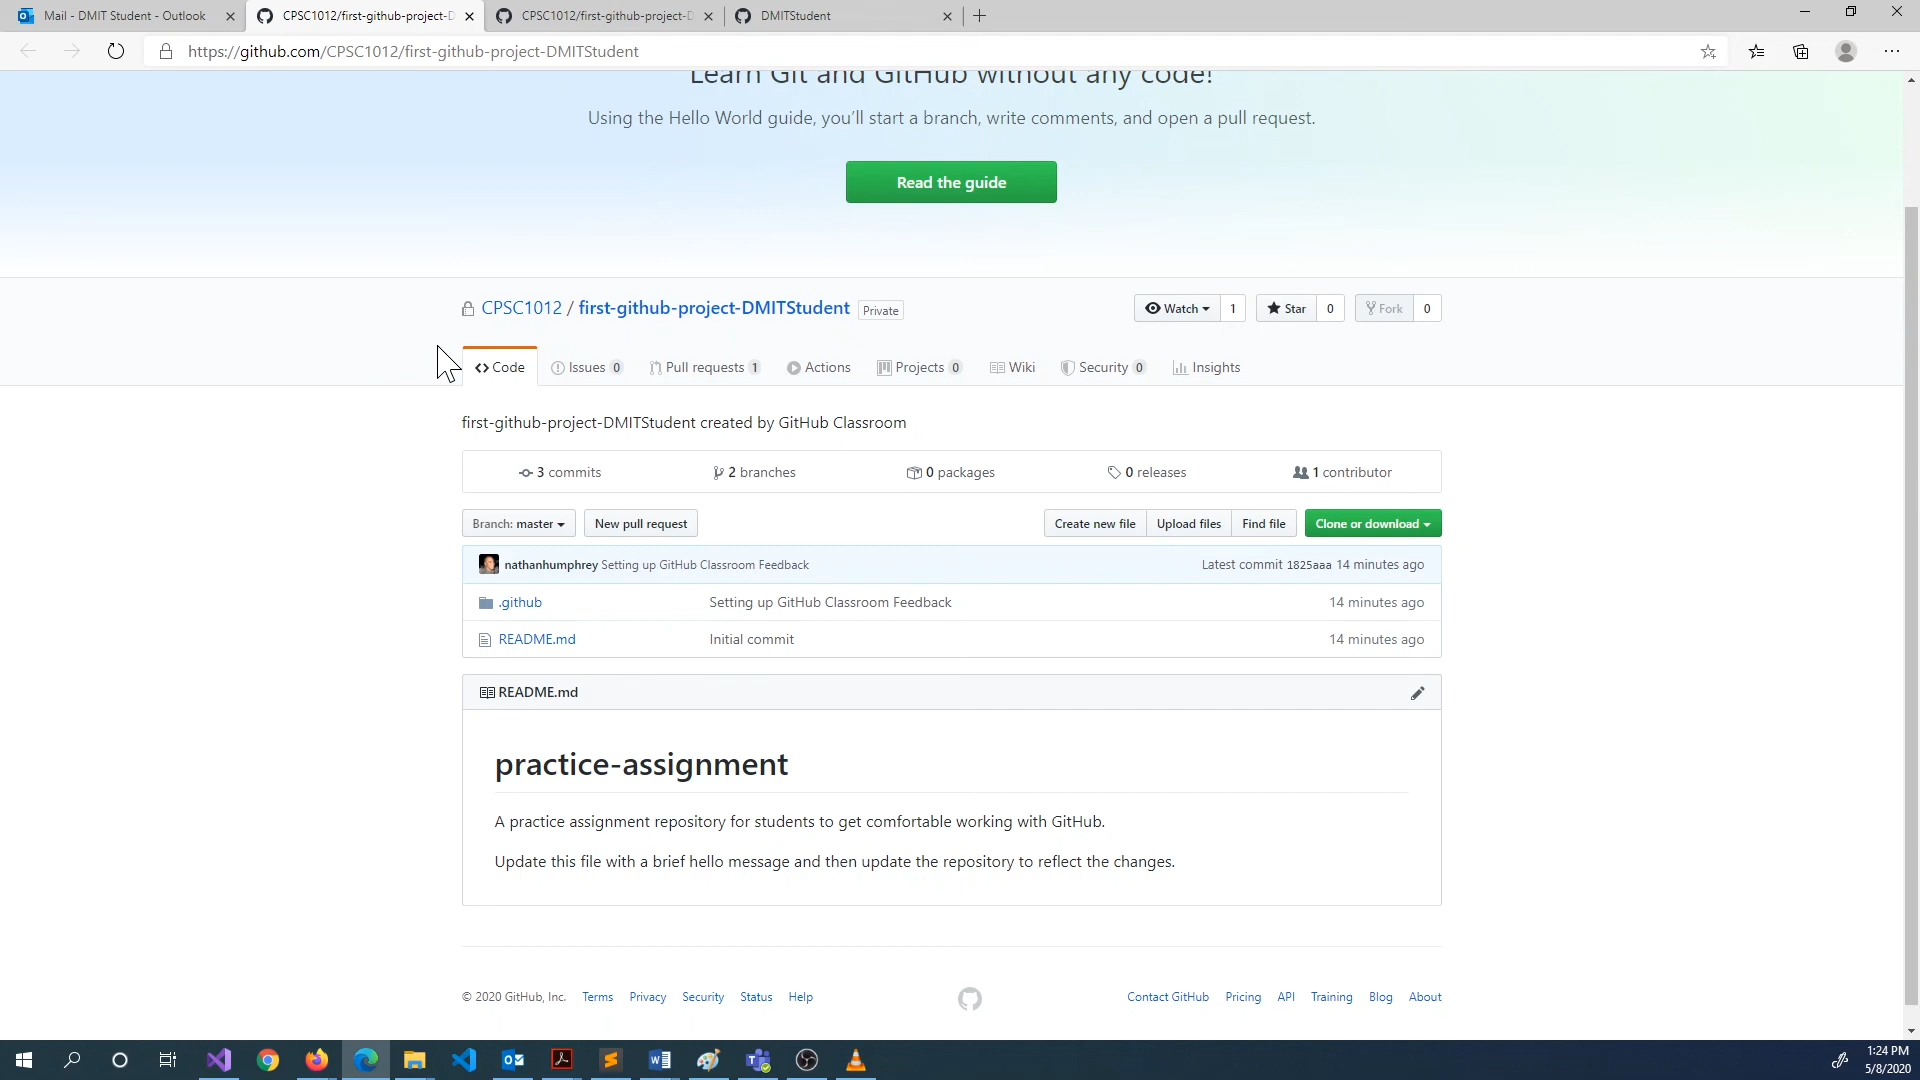 Mail - DMIT Student - Outlook
CPSC1012/first-github-project-D
CPSC1012/first-github-project-D
DMITStudent
https://github.com/CPSC1012/first-github-project-DMITStudent
Learn Git and GitHub without any code!
Using the Hello World guide, you’ll start a branch, write comments, and open a pull request.
Read the guide
CPSC1012 / first-github-project-DMITStudent Private
Watch 1 Star 0 Fork 0
Code Issues 0 Pull requests 1 Actions Projects 0 Wiki Security 0 Insights
first-github-project-DMITStudent created by GitHub Classroom
3 commits 2 branches 0 packages 0 releases 1 contributor
Branch: master New pull request Create new file Upload files Find file Clone or download
nathanhumphrey Setting up GitHub Classroom Feedback Latest commit 1825aaa 14 minutes ago
.github Setting up GitHub Classroom Feedback 14 minutes ago
README.md Initial commit 14 minutes ago
README.md
practice-assignment
A practice assignment repository for students to get comfortable working with GitHub.
Update this file with a brief hello message and then update the repository to reflect the changes.
© 2020 GitHub, Inc. Terms Privacy Security Status Help Contact GitHub Pricing API Training Blog About
1:24 PM
5/8/2020